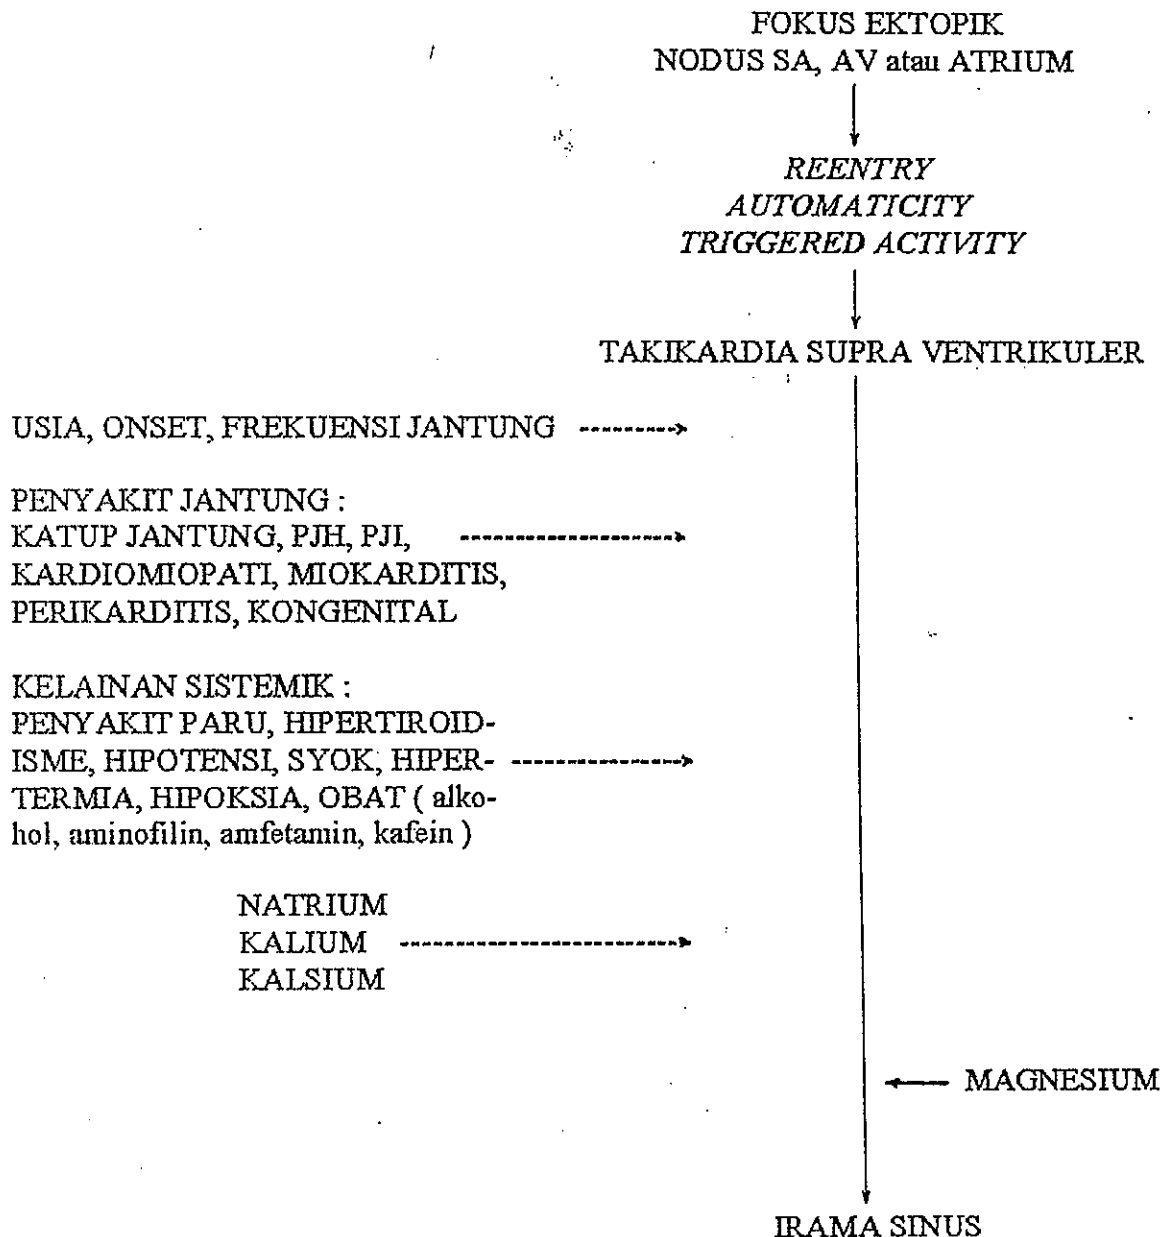 FOKUS EKTOPIK
NODUS SA, AV atau ATRIUM
REENTRY
AUTOMATICITY
TRIGGERED ACTIVITY
TAKIKARDIA SUPRA VENTRIKULER
USIA, ONSET, FREKUENSI JANTUNG
PENYAKIT JANTUNG :
KATUP JANTUNG, PJH, PJI,
KARDIOMIOPATI, MIOKARDITIS,
PERIKARDITIS, KONGENITAL
KELAINAN SISTEMIK :
PENYAKIT PARU, HIPERTIROID-
ISME, HIPOTENSI, SYOK, HIPER-
TERMIA, HIPOKSIA, OBAT ( alko-
hol, aminofilin, amfetamin, kafein )
NATRIUM
KALIUM
KALSIUM
MAGNESIUM
IRAMA SINUS